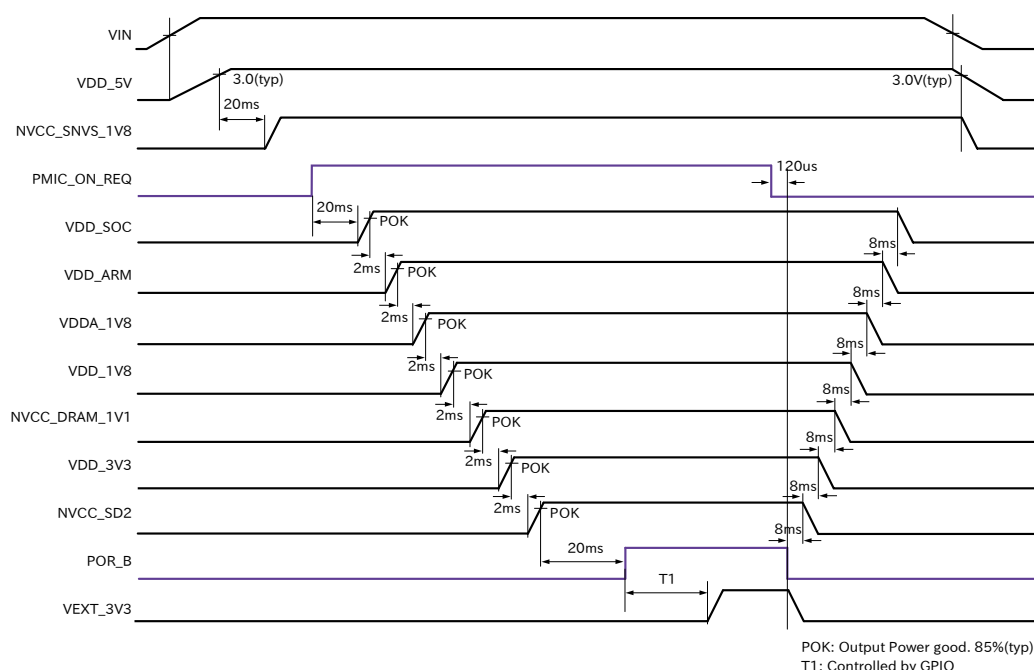 VIN
VDD_5V
3.0(typ)
3.0V(typ)
20ms
NVCC_SNVS_1V8
PMIC_ON_REQ
120us
20ms
VDD_SOC
POK
8ms
2ms
VDD_ARM
POK
8ms
2ms
VDDA_1V8
POK
8ms
2ms
VDD_1V8
POK
8ms
2ms
NVCC_DRAM_1V1
POK
8ms
2ms
VDD_3V3
POK
8ms
2ms
NVCC_SD2
POK
8ms
20ms
POR_B
T1
VEXT_3V3
POK: Output Power good. 85%(typ)
T1: Controlled by GPIO